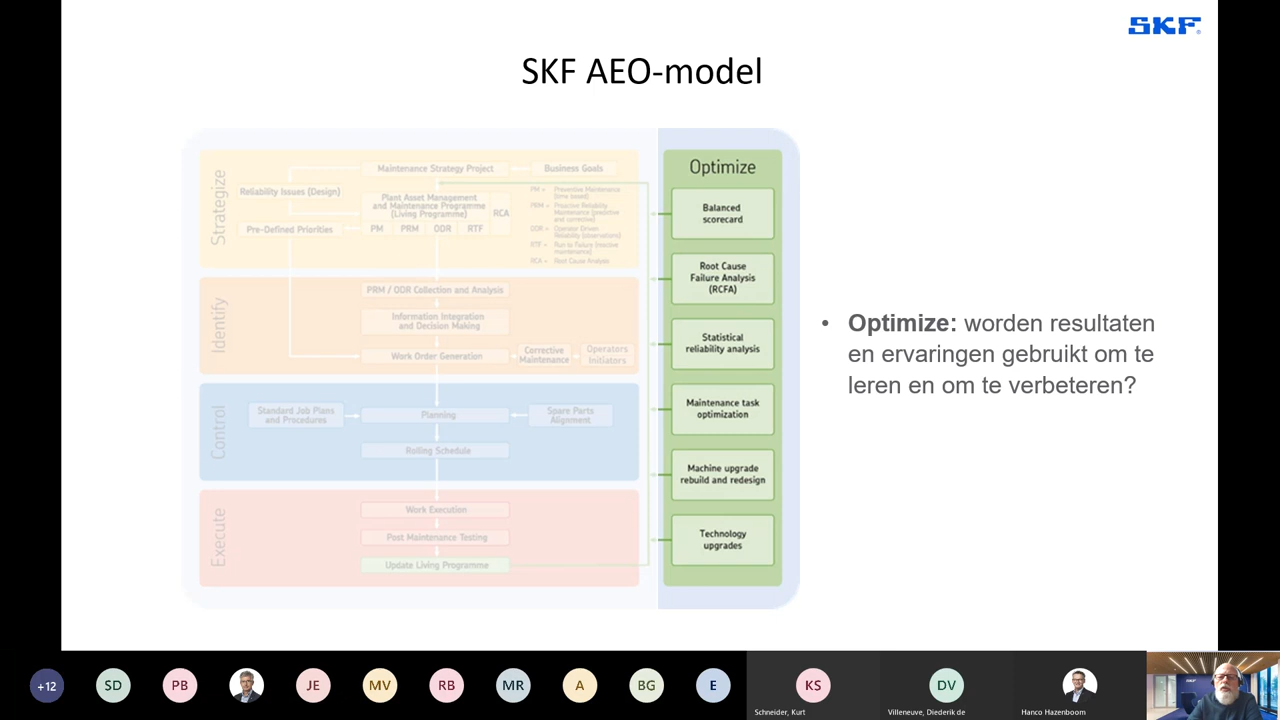 SKF
SKF AEO-model
Strategize
Maintenance Strategy Project
Business Goals
Reliability Issues (Design)
Plant Asset Management
and Maintenance Programme
(Living Programme)
RCA
Pre-Defined Priorities
PM
PRM
ODR
RTF
PM =
Preventive Maintenance
(time based)
PRM =
Proactive Reliability
Maintenance (predictive
and corrective)
ODR =
Operator Driven
Reliability (observations)
RTF =
Run to Failure (reactive
maintenance)
RCA =
Root Cause Analysis
Identify
PRM / ODR Collection and Analysis
Information Integration
and Decision Making
Work Order Generation
Corrective
Maintenance
Operators
Initiators
Control
Standard Job Plans
and Procedures
Planning
Spare Parts
Alignment
Rolling Schedule
Execute
Work Execution
Post Maintenance Testing
Update Living Programme
Optimize
Balanced
scorecard
Root Cause
Failure Analysis
(RCFA)
Statistical
reliability analysis
Maintenance task
optimization
Machine upgrade
rebuild and redesign
Technology
upgrades
• Optimize: worden resultaten
en ervaringen gebruikt om te
leren en om te verbeteren?
+12
SD
PB
JE
MV
RB
MR
A
BG
E
KS
Schneider, Kurt
DV
Villeneuve, Diederik de
Hanco Hazenboom
SKF